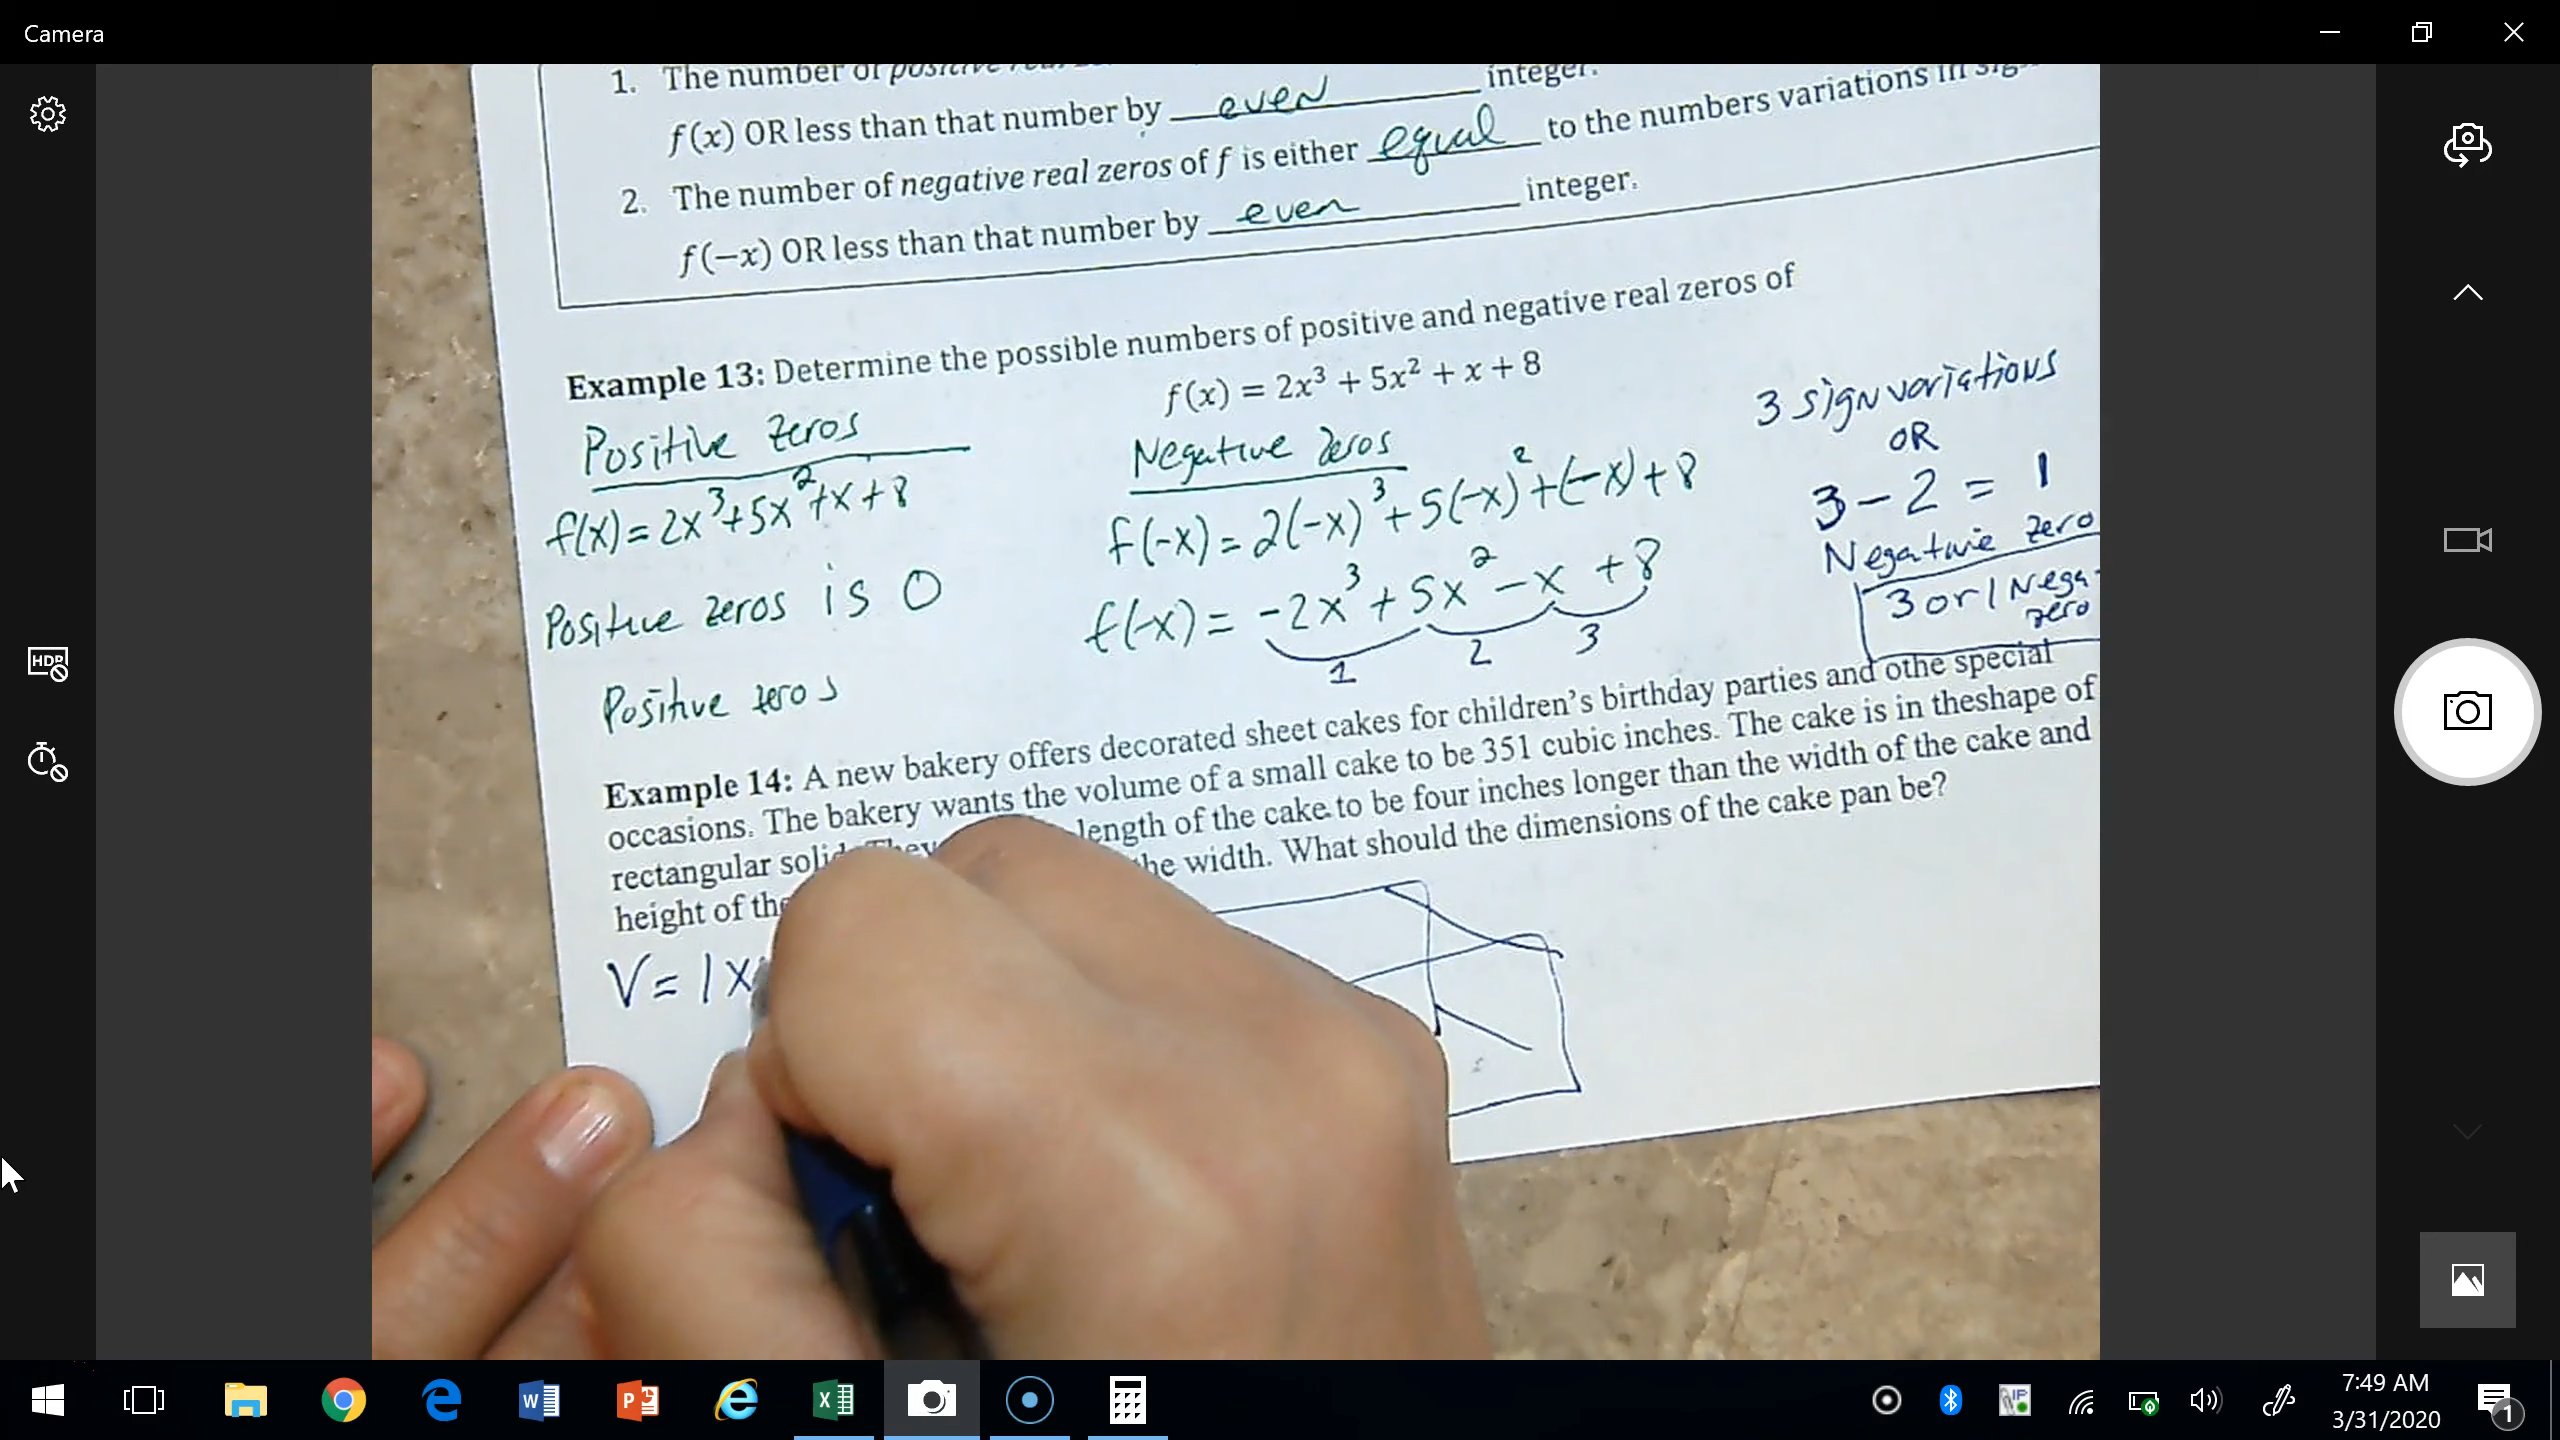 Camera
1. The number of positive
integer.
f(x) OR less than that number by even
2. The number of negative real zeros of f is either equal to the numbers variations in
f(−x) OR less than that number by even integer.
Example 13: Determine the possible numbers of positive and negative real zeros of
f(x) = 2x³ + 5x² + x + 8
Positive zeros
f(x) = 2x³+5x²+x+8
Positive zeros is 0
Positive zeros
Negative zeros
f(-x) = 2(-x)³+5(-x)²+(-x)+8
f(-x) = -2x³+5x²-x+8
1 2 3
3 sign variations
OR
3-2 = 1
Negative zero
3 or 1 Nega-
zero
Example 14: A new bakery offers decorated sheet cakes for children's birthday parties and othe special
occasions. The bakery wants the volume of a small cake to be 351 cubic inches. The cake is in theshape of
rectangular length of the cake to be four inches longer than the width of the cake and
height of the width. What should the dimensions of the cake pan be?
V= l x
HDR
7:49 AM
3/31/2020
1